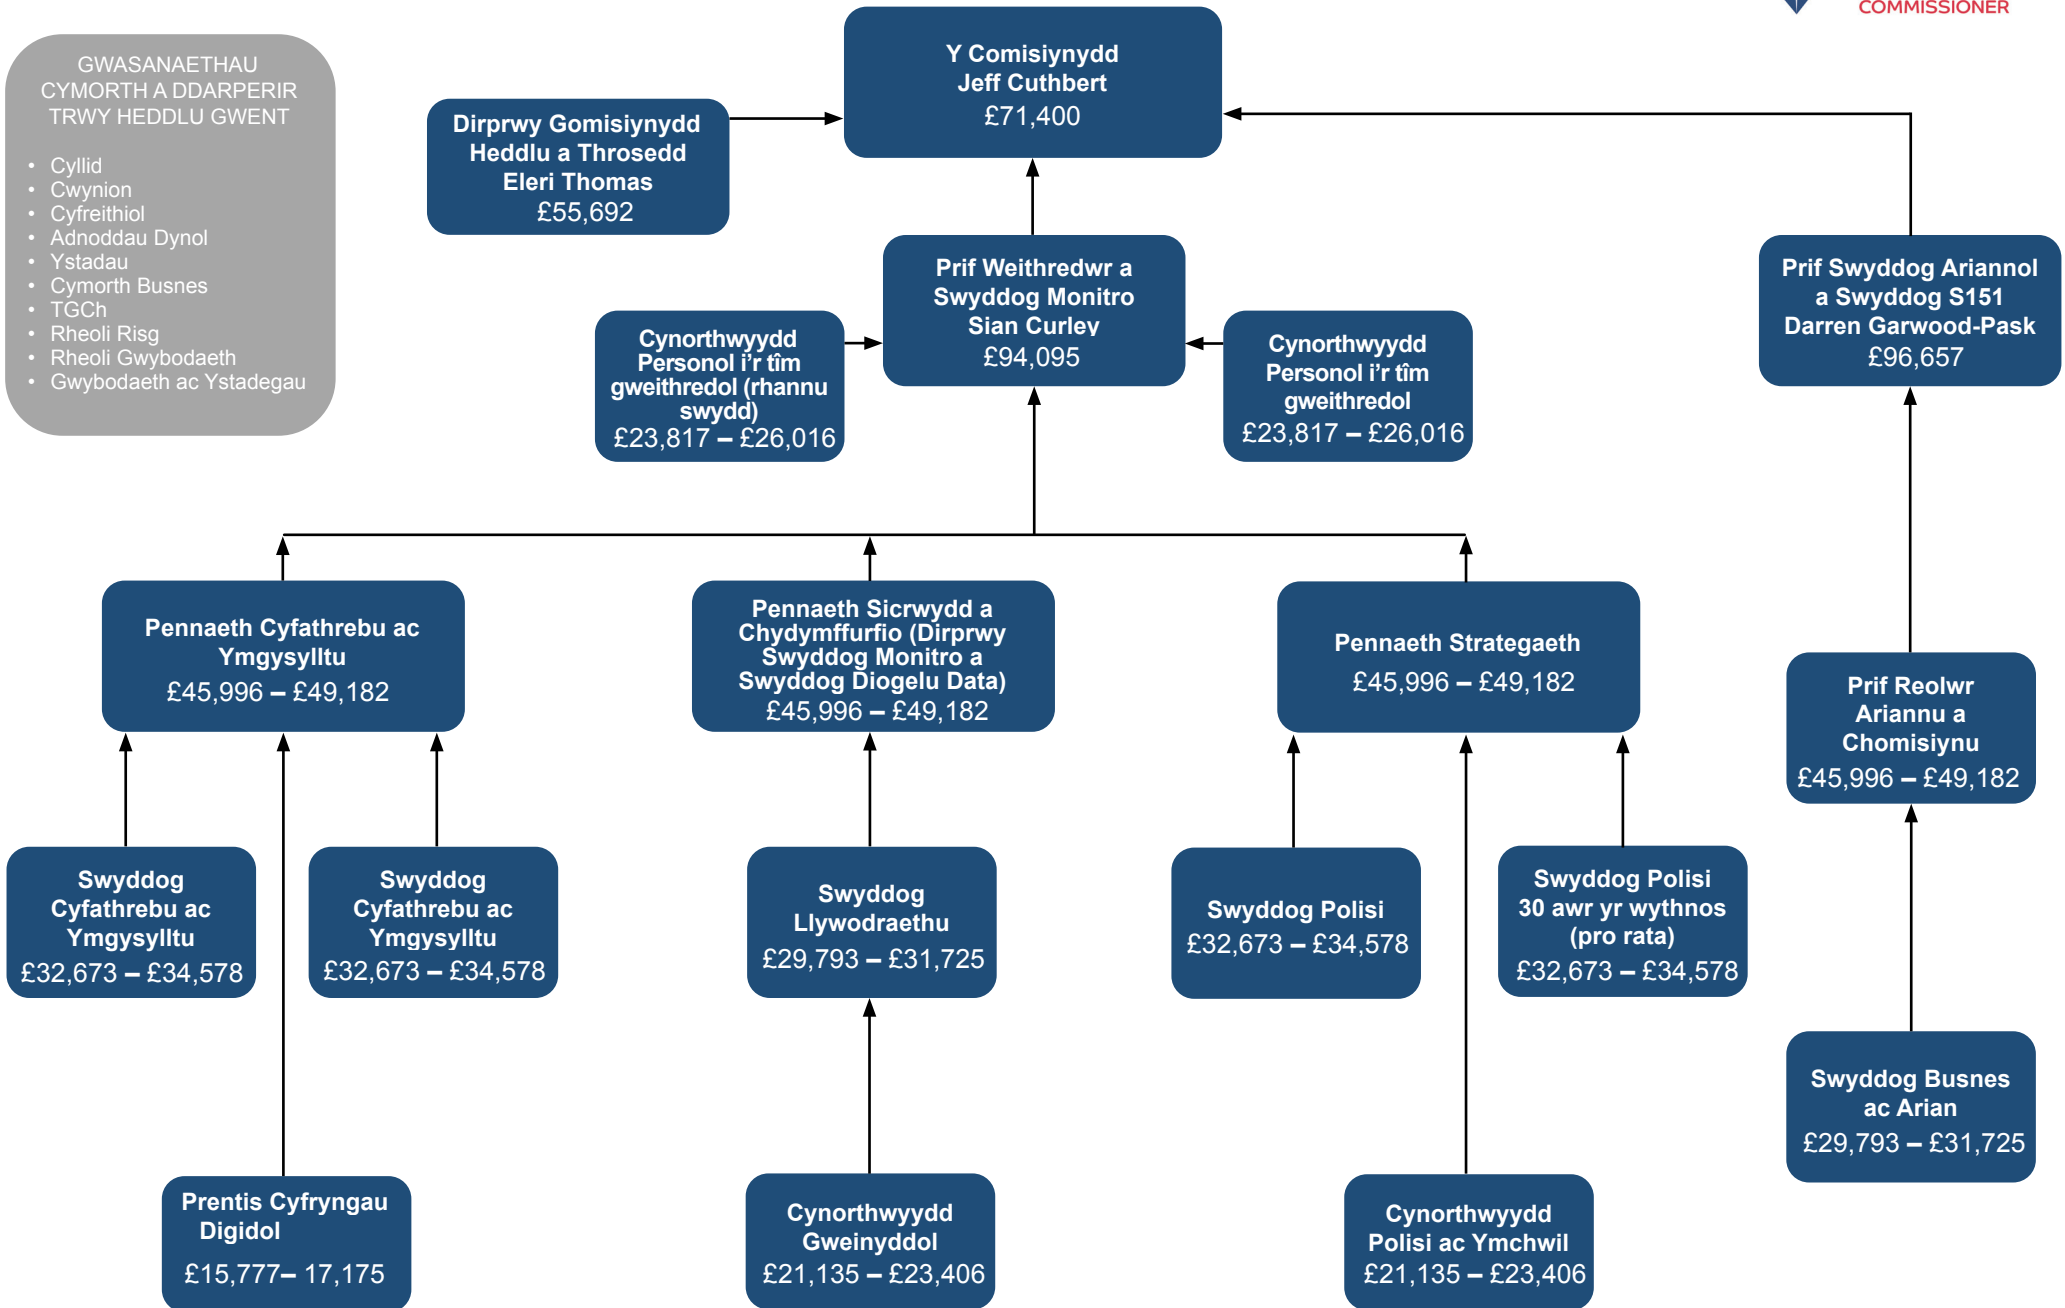 COMMISSIONER
GWASANAETHAU
CYMORTH A DDARPERIR
TRWY HEDDLU GWENT
• Cyllid
• Cwynion
• Cyfreithiol
• Adnoddau Dynol
• Ystadau
• Cymorth Busnes
• TGCh
• Rheoli Risg
• Rheoli Gwybodaeth
• Gwybodaeth ac Ystadegau
Y Comisiynydd
Jeff Cuthbert
£71,400
Dirprwy Gomisiynydd
Heddlu a Throsedd
Eleri Thomas
£55,692
Prif Weithredwr a
Swyddog Monitro
Sian Curley
£94,095
Prif Swyddog Ariannol
a Swyddog S151
Darren Garwood-Pask
£96,657
Cynorthwyydd
Personol i'r tîm
gweithredol (rhannu
swydd)
£23,817 – £26,016
Cynorthwyydd
Personol i'r tîm
gweithredol
£23,817 – £26,016
Pennaeth Cyfathrebu ac
Ymgysylltu
£45,996 – £49,182
Pennaeth Sicrwydd a
Chydymffurfio (Dirprwy
Swyddog Monitro a
Swyddog Diogelu Data)
£45,996 – £49,182
Pennaeth Strategaeth
£45,996 – £49,182
Prif Reolwr
Ariannu a
Chomisiynu
£45,996 – £49,182
Swyddog
Cyfathrebu ac
Ymgysylltu
£32,673 – £34,578
Swyddog
Cyfathrebu ac
Ymgysylltu
£32,673 – £34,578
Swyddog
Llywodraethu
£29,793 – £31,725
Swyddog Polisi
£32,673 – £34,578
Swyddog Polisi
30 awr yr wythnos
(pro rata)
£32,673 – £34,578
Swyddog Busnes
ac Arian
£29,793 – £31,725
Prentis Cyfryngau
Digidol
£15,777– 17,175
Cynorthwyydd
Gweinyddol
£21,135 – £23,406
Cynorthwyydd
Polisi ac Ymchwil
£21,135 – £23,406